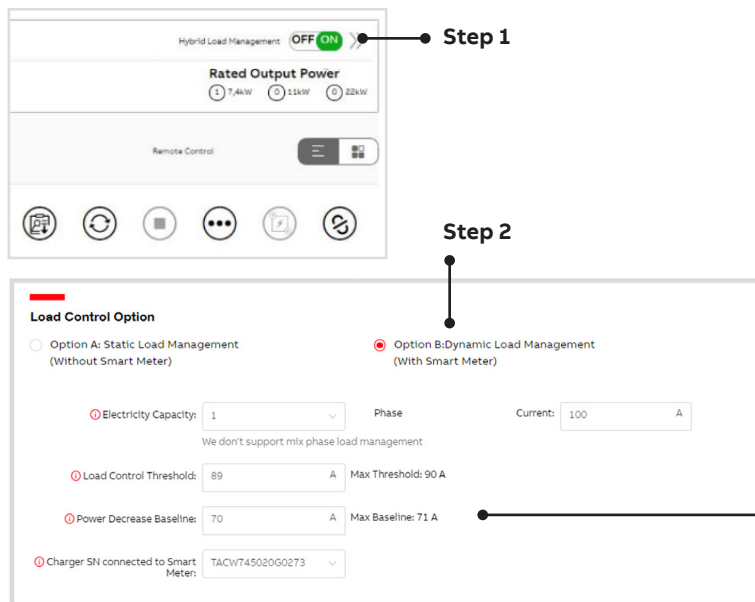 Hybrid Load Management OFF ON
Step 1
Rated Output Power
1 7,4kW 0 11kW 0 22kW
Remote Control
Step 2
Load Control Option
Option A: Static Load Management
(Without Smart Meter)
Option B:Dynamic Load Management
(With Smart Meter)
Electricity Capacity: 1 Phase Current: 100 A
We don't support mix phase load management
Load Control Threshold: 89 A Max Threshold: 90 A
Power Decrease Baseline: 70 A Max Baseline: 71 A
Charger SN connected to Smart
Meter: TACW745020G0273